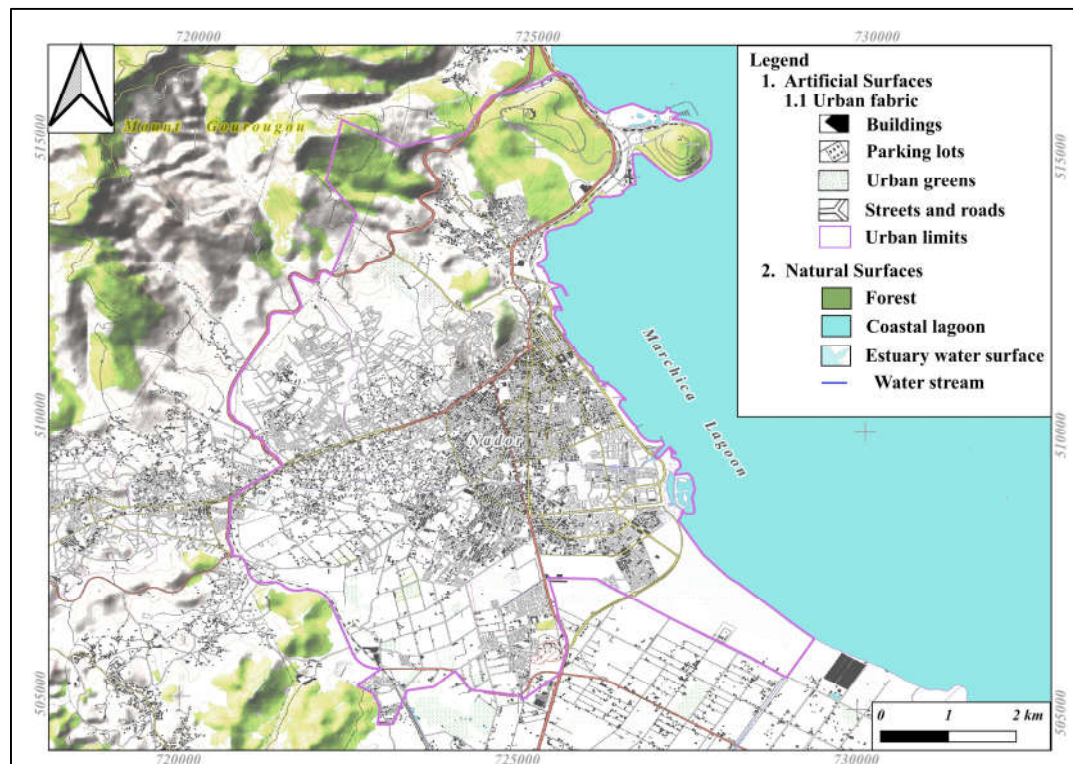 720000
725000
730000
515000
515000
Legend
1. Artificial Surfaces
1.1 Urban fabric
Buildings
Parking lots
Urban greens
Streets and roads
Urban limits
2. Natural Surfaces
Forest
Coastal lagoon
Estuary water surface
Water stream
Mount Gourougou
Marchica Lagoon
Nador
510000
510000
505000
505000
0 1 2 km
720000
725000
730000